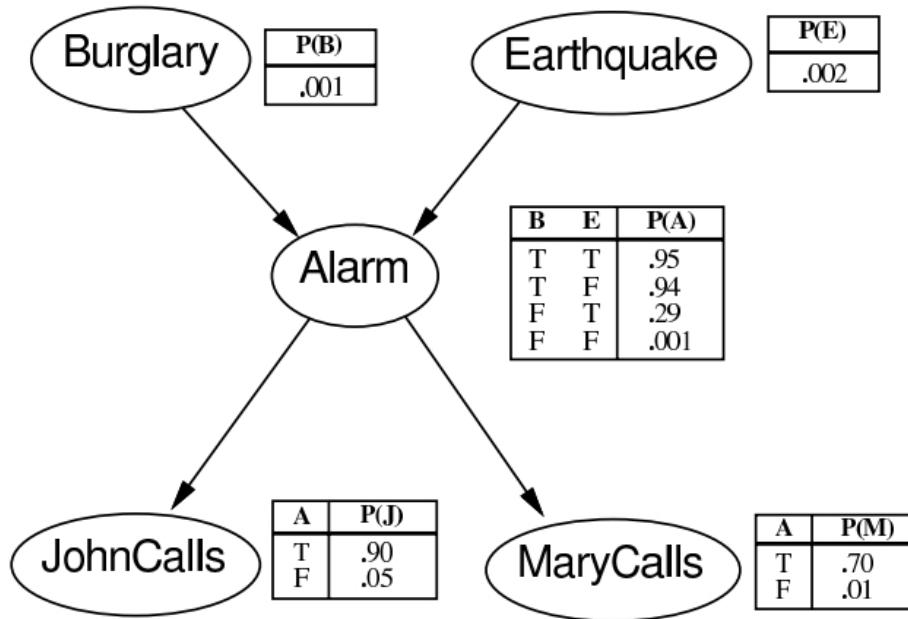 Burglary
P(B)
.001
Earthquake
P(E)
.002
Alarm
B E P(A)
T T .95
T F .94
F T .29
F F .001
JohnCalls
A P(J)
T .90
F .05
MaryCalls
A P(M)
T .70
F .01